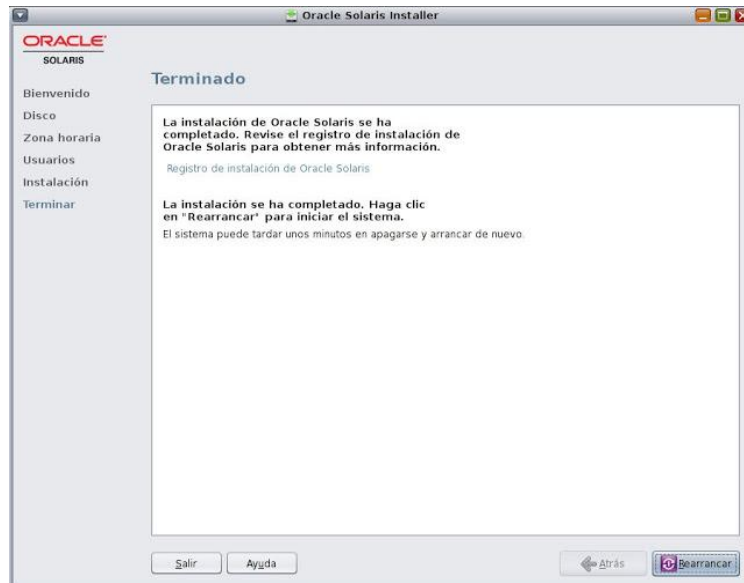 Oracle Solaris Installer
ORACLE
SOLARIS
Bienvenido
Disco
Zona horaria
Usuarios
Instalación
Terminar
Terminado
La instalación de Oracle Solaris se ha
completado. Revise el registro de instalación de
Oracle Solaris para obtener más información.
Registro de instalación de Oracle Solaris
La instalación se ha completado. Haga clic
en "Rearrancar" para iniciar el sistema.
El sistema puede tardar unos minutos en apagarse y arrancar de nuevo.
Salir
Ayuda
Atrás
Rearrancar